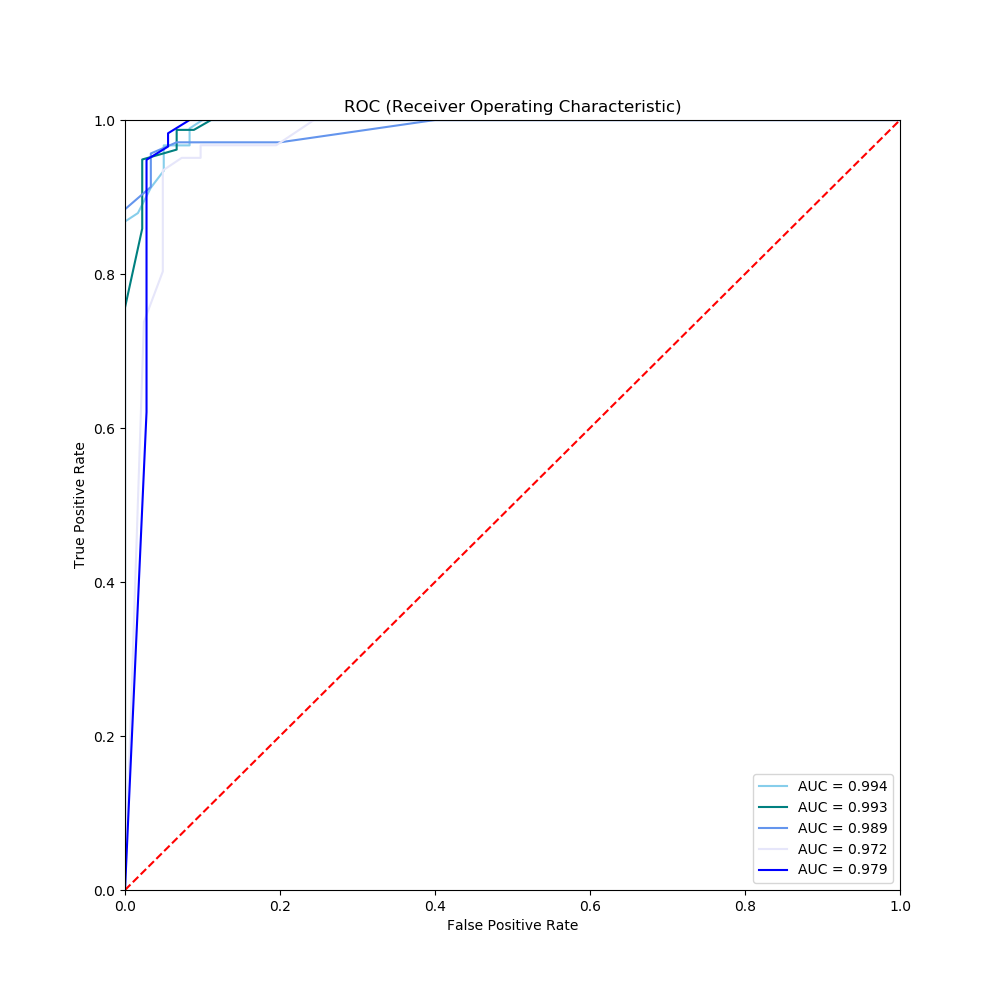 ROC (Receiver Operating Characteristic)
True Positive Rate
1.0
0.8
0.6
0.4
0.2
0.0
AUC = 0.994
AUC = 0.993
AUC = 0.989
AUC = 0.972
AUC = 0.979
0.0 0.2 0.4 0.6 0.8 1.0
False Positive Rate